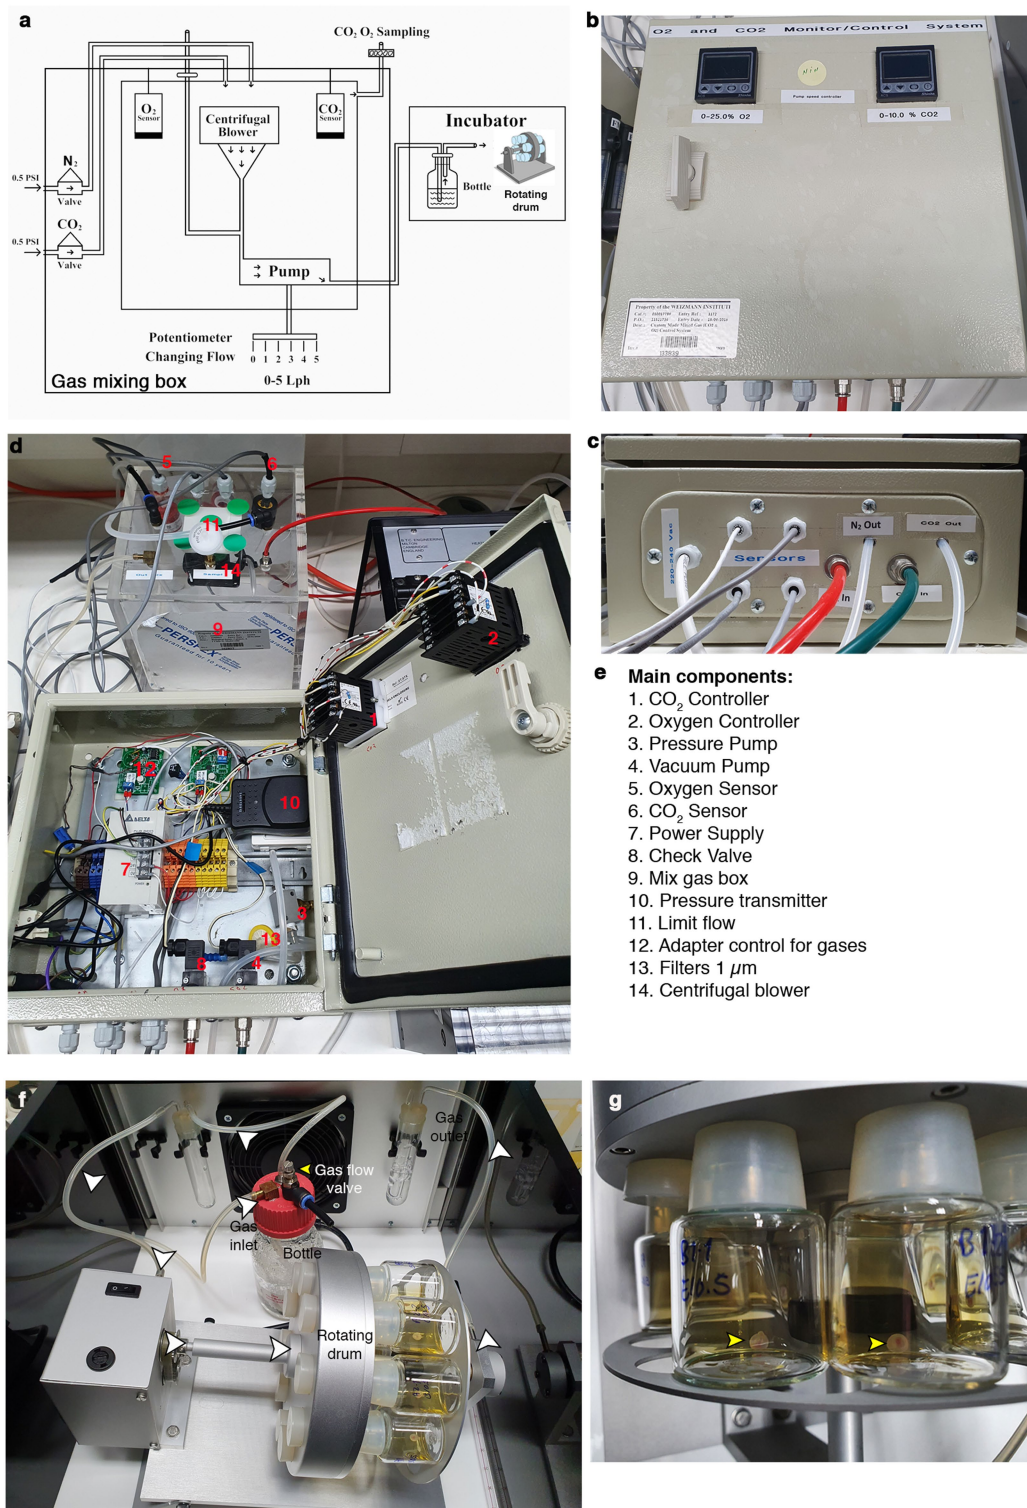 a
CO2 O2 Sampling
O2
Sensor
Centrifugal
Blower
CO2
Sensor
Incubator
Bottle
Rotating
drum
N2
0.5 PSI
Valve
CO2
0.5 PSI
Valve
Pump
Potentiometer
Changing Flow
0 1 2 3 4 5
0-5 Lph
Gas mixing box
b
O2 and CO2 Monitor/Control System
Pump speed controller
0-25.0% O2
0-10.0 % CO2
Property of the WEIZMANN INSTITUTE
c
N2 Out
CO2 Out
Sensors
In
In
d
5
6
11
14
9
PERSPEX
2
12
10
DELTA
7
3
13
8
4
e
Main components:
1. CO2 Controller
2. Oxygen Controller
3. Pressure Pump
4. Vacuum Pump
5. Oxygen Sensor
6. CO2 Sensor
7. Power Supply
8. Check Valve
9. Mix gas box
10. Pressure transmitter
11. Limit flow
12. Adapter control for gases
13. Filters 1 µm
14. Centrifugal blower
f
Gas
outlet
Gas flow
valve
Gas
inlet
Bottle
Rotating
drum
g
E10.5